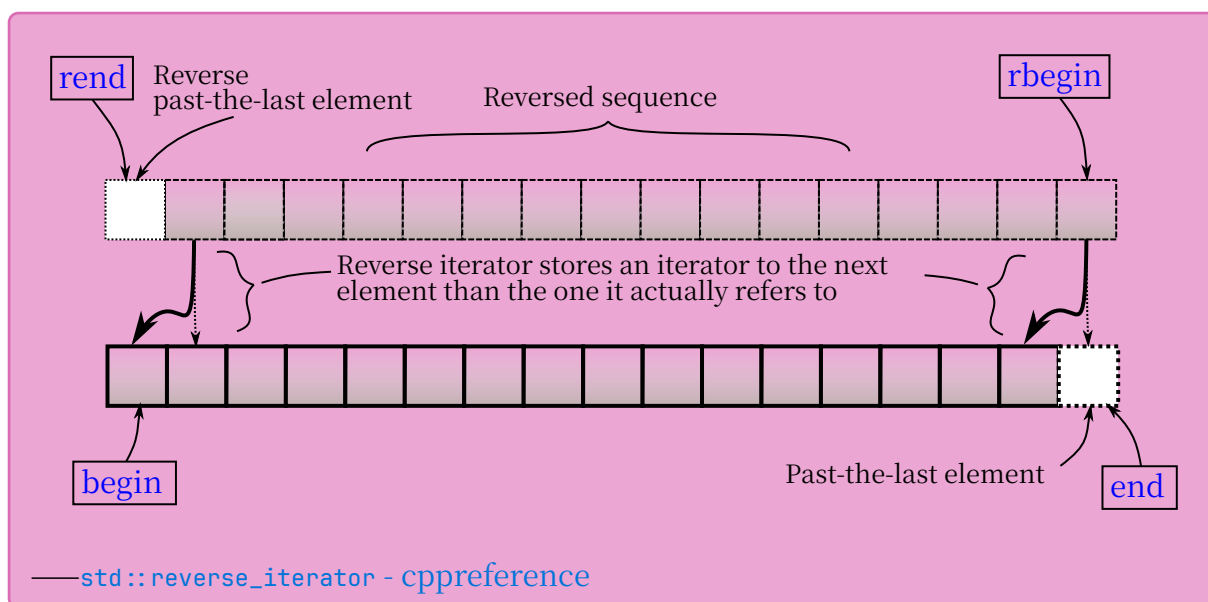 rend
Reverse
past-the-last element
Reversed sequence
rbegin
Reverse iterator stores an iterator to the next
element than the one it actually refers to
begin
Past-the-last element
end
——std::reverse_iterator - cppreference